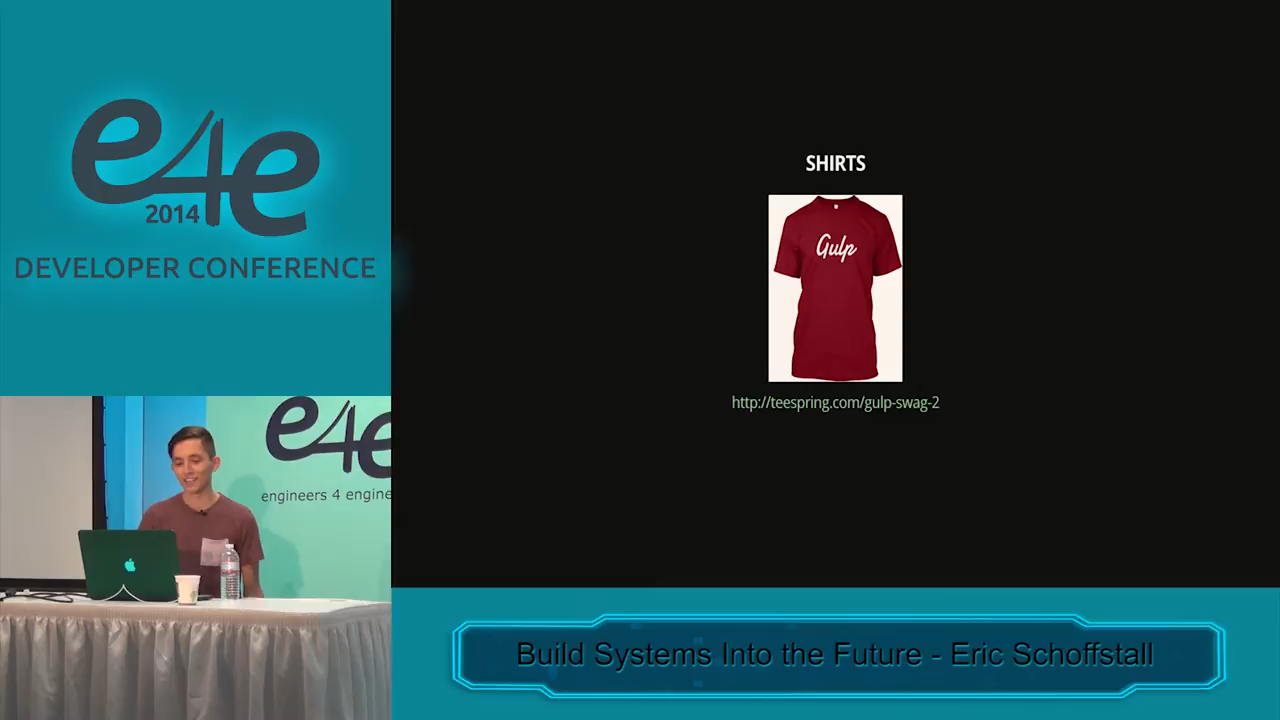 e4e
2014
DEVELOPER CONFERENCE
SHIRTS
Gulp
http://teespring.com/gulp-swag-2
e4e
engineers 4 engine
Build Systems Into the Future - Eric Schoffstall